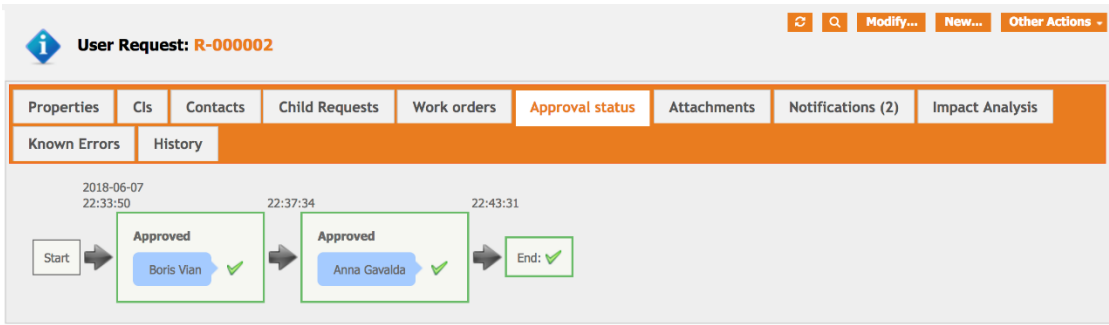 Modify... New... Other Actions
User Request: R-000002
Properties CIs Contacts Child Requests Work orders Approval status Attachments Notifications (2) Impact Analysis
Known Errors History
2018-06-07
22:33:50 22:37:34 22:43:31
Approved Approved
Start Boris Vian Anna Gavalda End: